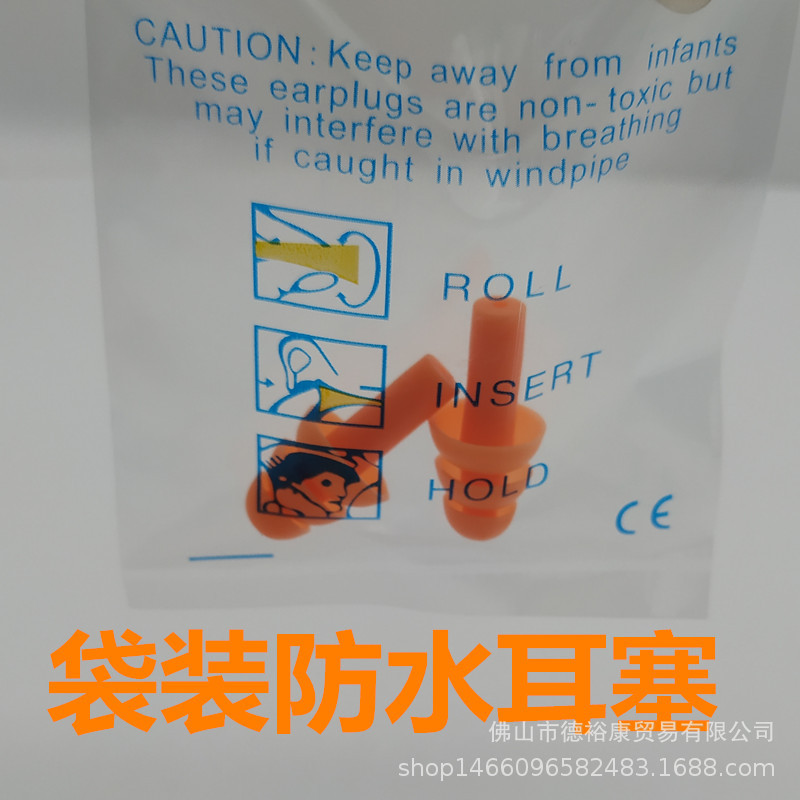 CAUTION: Keep away from infants
These earplugs are non-toxic but
may interfere with breathing
if caught in windpipe
ROLL
INSERT
HOLD
CE
袋装防水耳塞
佛山市德裕康贸易有限公司
shop1466096582483.1688.com